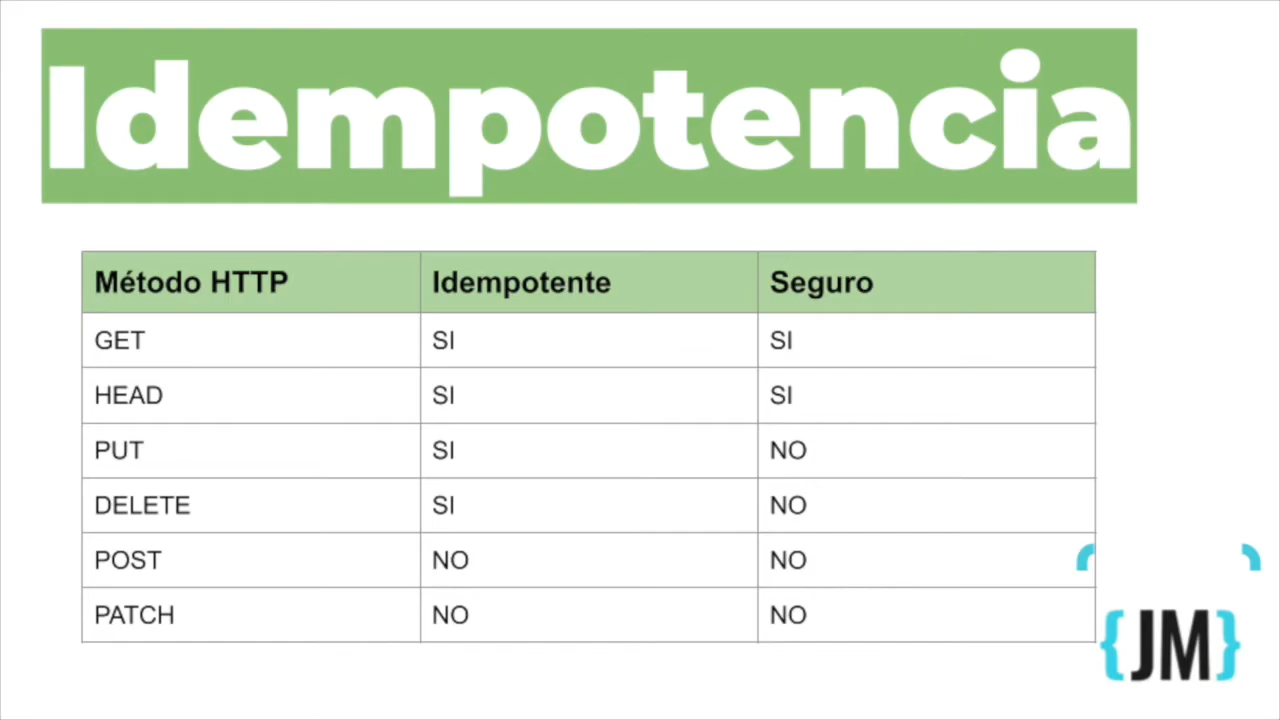 Idempotencia
Método HTTP Idempotente Seguro
GET SI SI
HEAD SI SI
PUT SI NO
DELETE SI NO
POST NO NO
PATCH NO NO
{JM}